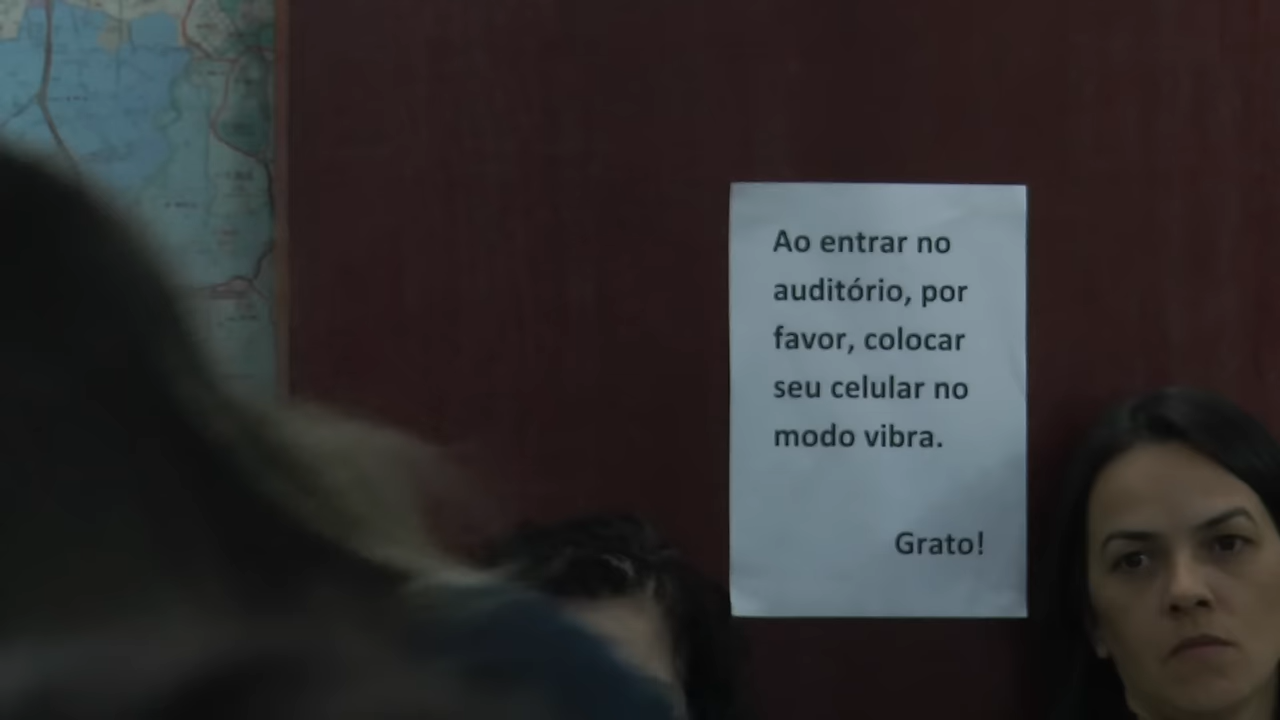 Ao entrar no
auditório, por
favor, colocar
seu celular no
modo vibra.
Grato!